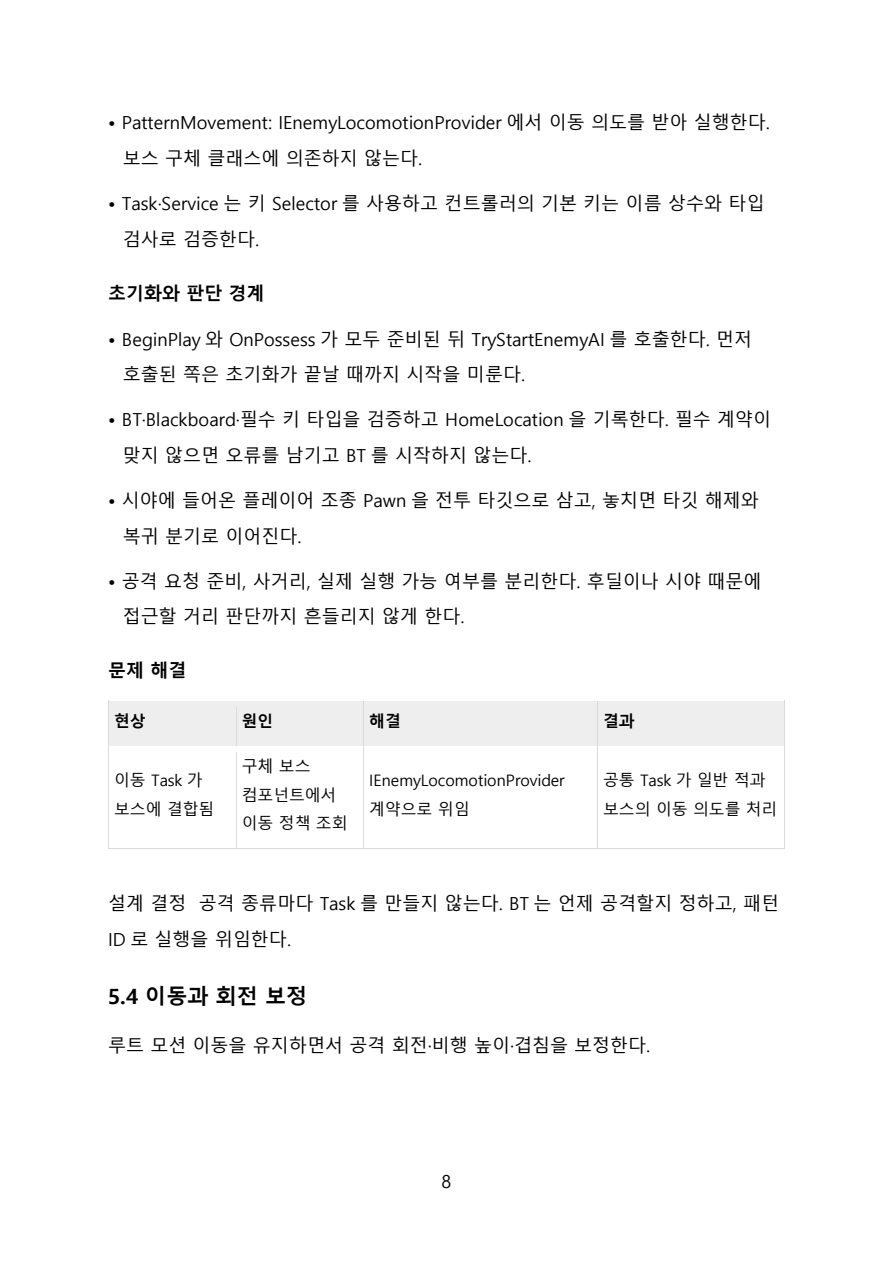 • PatternMovement: IEnemyLocomotionProvider 에서 이동 의도를 받아 실행한다.
보스 구체 클래스에 의존하지 않는다.
• Task·Service 는 키 Selector 를 사용하고 컨트롤러의 기본 키는 이름 상수와 타입
검사로 검증한다.
초기화와 판단 경계
• BeginPlay 와 OnPossess 가 모두 준비된 뒤 TryStartEnemyAI 를 호출한다. 먼저
호출된 쪽은 초기화가 끝날 때까지 시작을 미룬다.
• BT·Blackboard·필수 키 타입을 검증하고 HomeLocation 을 기록한다. 필수 계약이
맞지 않으면 오류를 남기고 BT 를 시작하지 않는다.
• 시야에 들어온 플레이어 조종 Pawn 을 전투 타깃으로 삼고, 놓치면 타깃 해제와
복귀 분기로 이어진다.
• 공격 요청 준비, 사거리, 실제 실행 가능 여부를 분리한다. 후딜이나 시야 때문에
접근할 거리 판단까지 흔들리지 않게 한다.
문제 해결
현상 원인 해결 결과
이동 Task 가
보스에 결합됨
구체 보스
컴포넌트에서
이동 정책 조회
IEnemyLocomotionProvider
계약으로 위임
공통 Task 가 일반 적과
보스의 이동 의도를 처리
설계 결정 공격 종류마다 Task 를 만들지 않는다. BT 는 언제 공격할지 정하고, 패턴
ID 로 실행을 위임한다.
5.4 이동과 회전 보정
루트 모션 이동을 유지하면서 공격 회전·비행 높이·겹침을 보정한다.
8